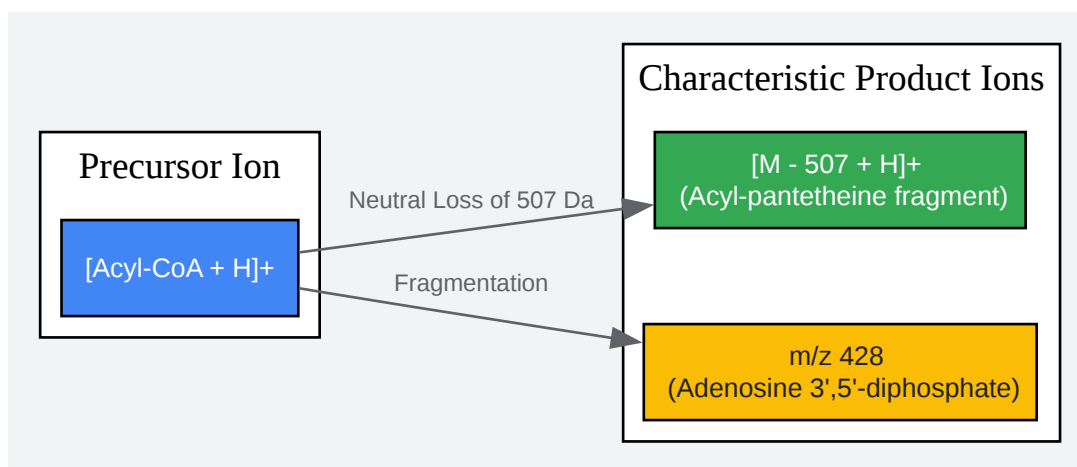 Precursor Ion
[Acyl-CoA + H]+
Neutral Loss of 507 Da
Fragmentation
Characteristic Product Ions
[M - 507 + H]+
(Acyl-pantetheine fragment)
m/z 428
(Adenosine 3',5'-diphosphate)